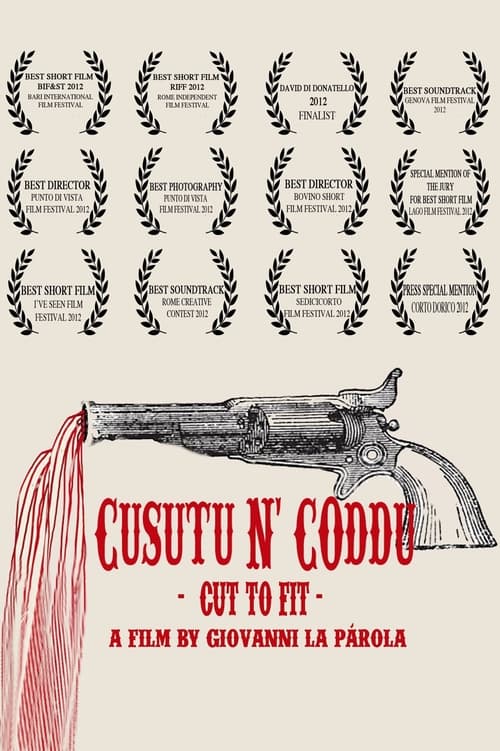 BEST SHORT FILM
BIF&ST 2012
BARI INTERNATIONAL
FILM FESTIVAL
BEST SHORT FILM
RIFF 2012
ROME INDEPENDENT
FILM FESTIVAL
DAVID DI DONATELLO
2012
FINALIST
BEST SOUNDTRACK
GENOVA FILM FESTIVAL
2012
BEST DIRECTOR
PUNTO DI VISTA
FILM FESTIVAL 2012
BEST PHOTOGRAPHY
PUNTO DI VISTA
FILM FESTIVAL 2012
BEST DIRECTOR
BOVINO SHORT
FILM FESTIVAL 2012
SPECIAL MENTION OF
THE JURY
FOR BEST SHORT FILM
LAGO FILM FESTIVAL 2012
BEST SHORT FILM
I'VE SEEN FILM
FESTIVAL 2012
BEST SOUNDTRACK
ROME CREATIVE
CONTEST 2012
BEST SHORT FILM
SEDICICORTO
FILM FESTIVAL 2012
PRESS SPECIAL MENTION
CORTO DORICO 2012
CUSUTU N' CODDU
- CUT TO FIT -
A FILM BY GIOVANNI LA PÁROLA